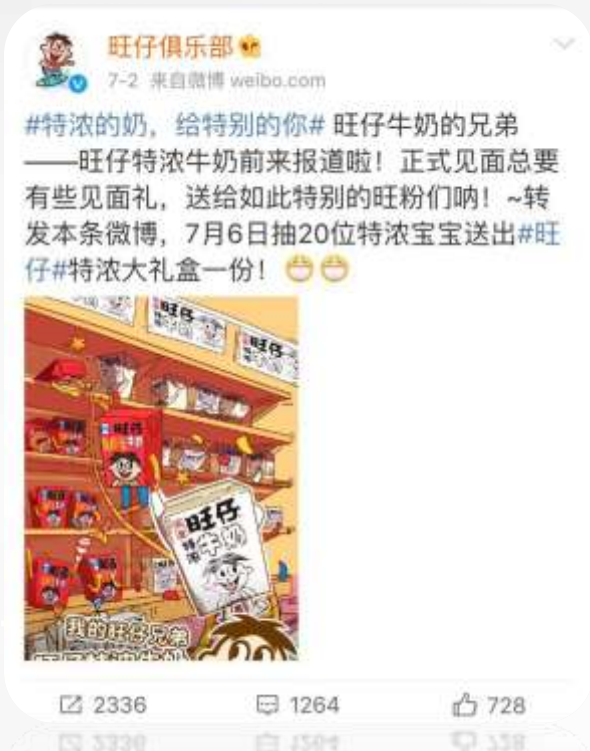 旺仔俱乐部
7-2 来自微博 weibo.com
#特浓的奶，给特别的你# 旺仔牛奶的兄弟
——旺仔特浓牛奶前来报道啦！正式见面总要
有些见面礼，送给如此特别的旺粉们呐！~转
发本条微博，7月6日抽20位特浓宝宝送出#旺
仔#特浓大礼盒一份！
旺仔
旺仔
旺仔
旺仔
特浓
牛奶
我的旺仔兄弟
2336
1264
728